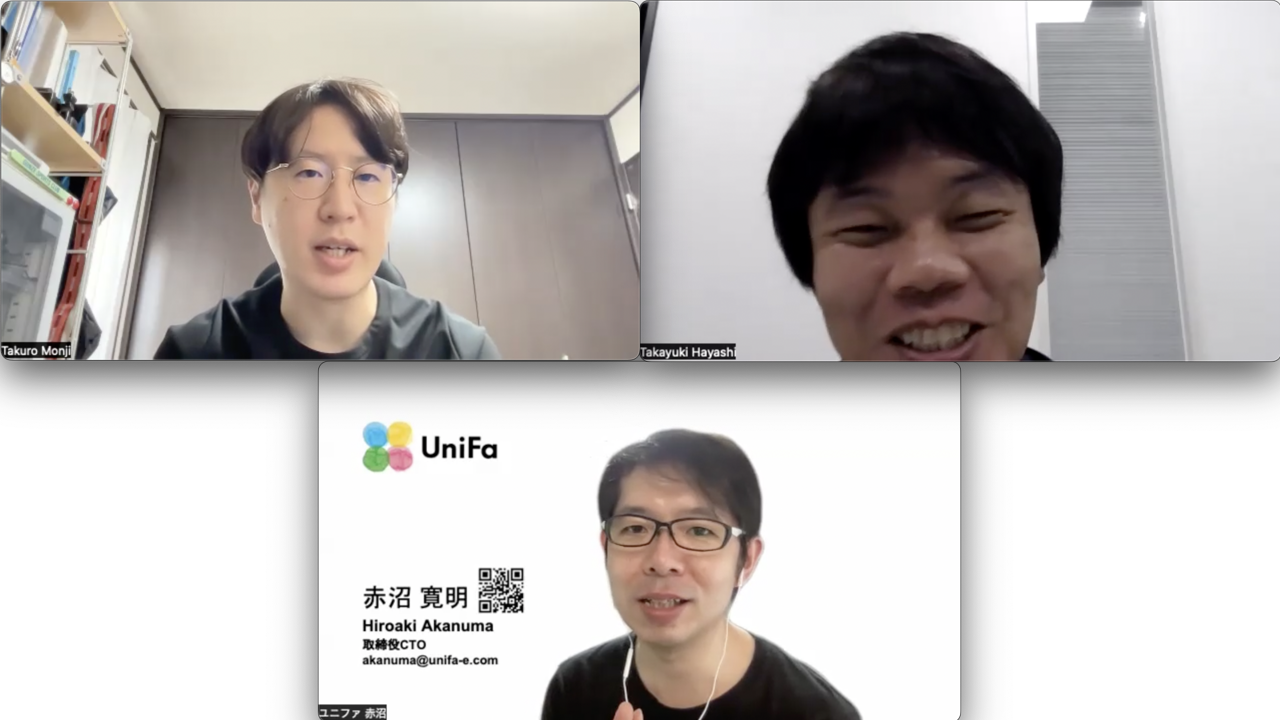 Takuro Monji
Takayuki Hayashi
UniFa
赤沼 寛明
Hiroaki Akanuma
取締役CTO
akanuma@unifa-e.com
ユニファ 赤沼